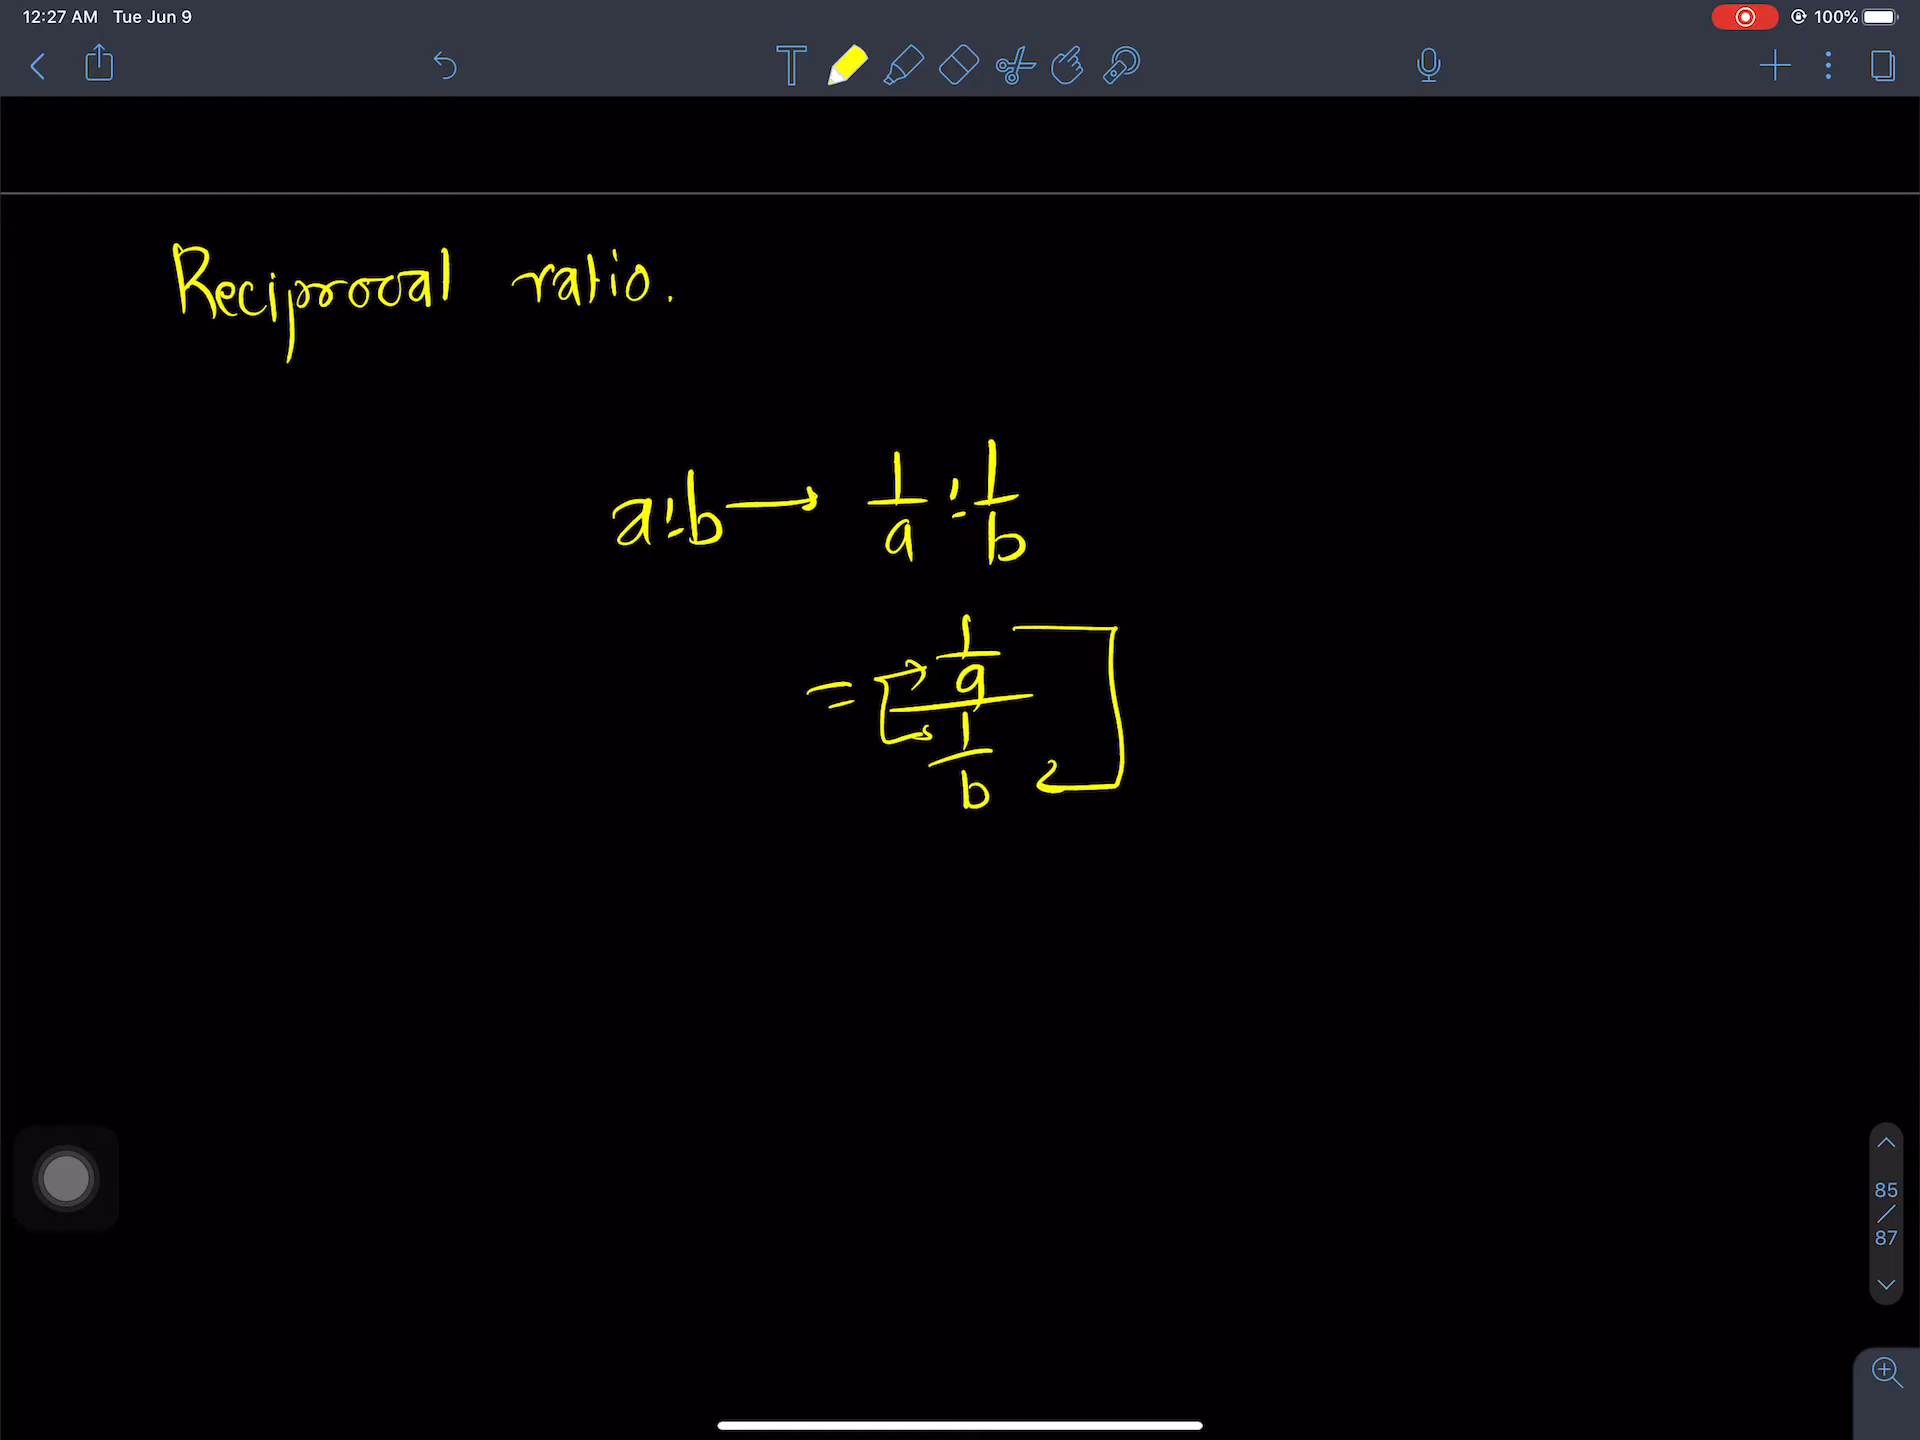 12:27 AM Tue Jun 9 100%
T
Reciprocal ratio.
a:b → 1/a : 1/b
= (1/a)/(1/b)
85
/
87